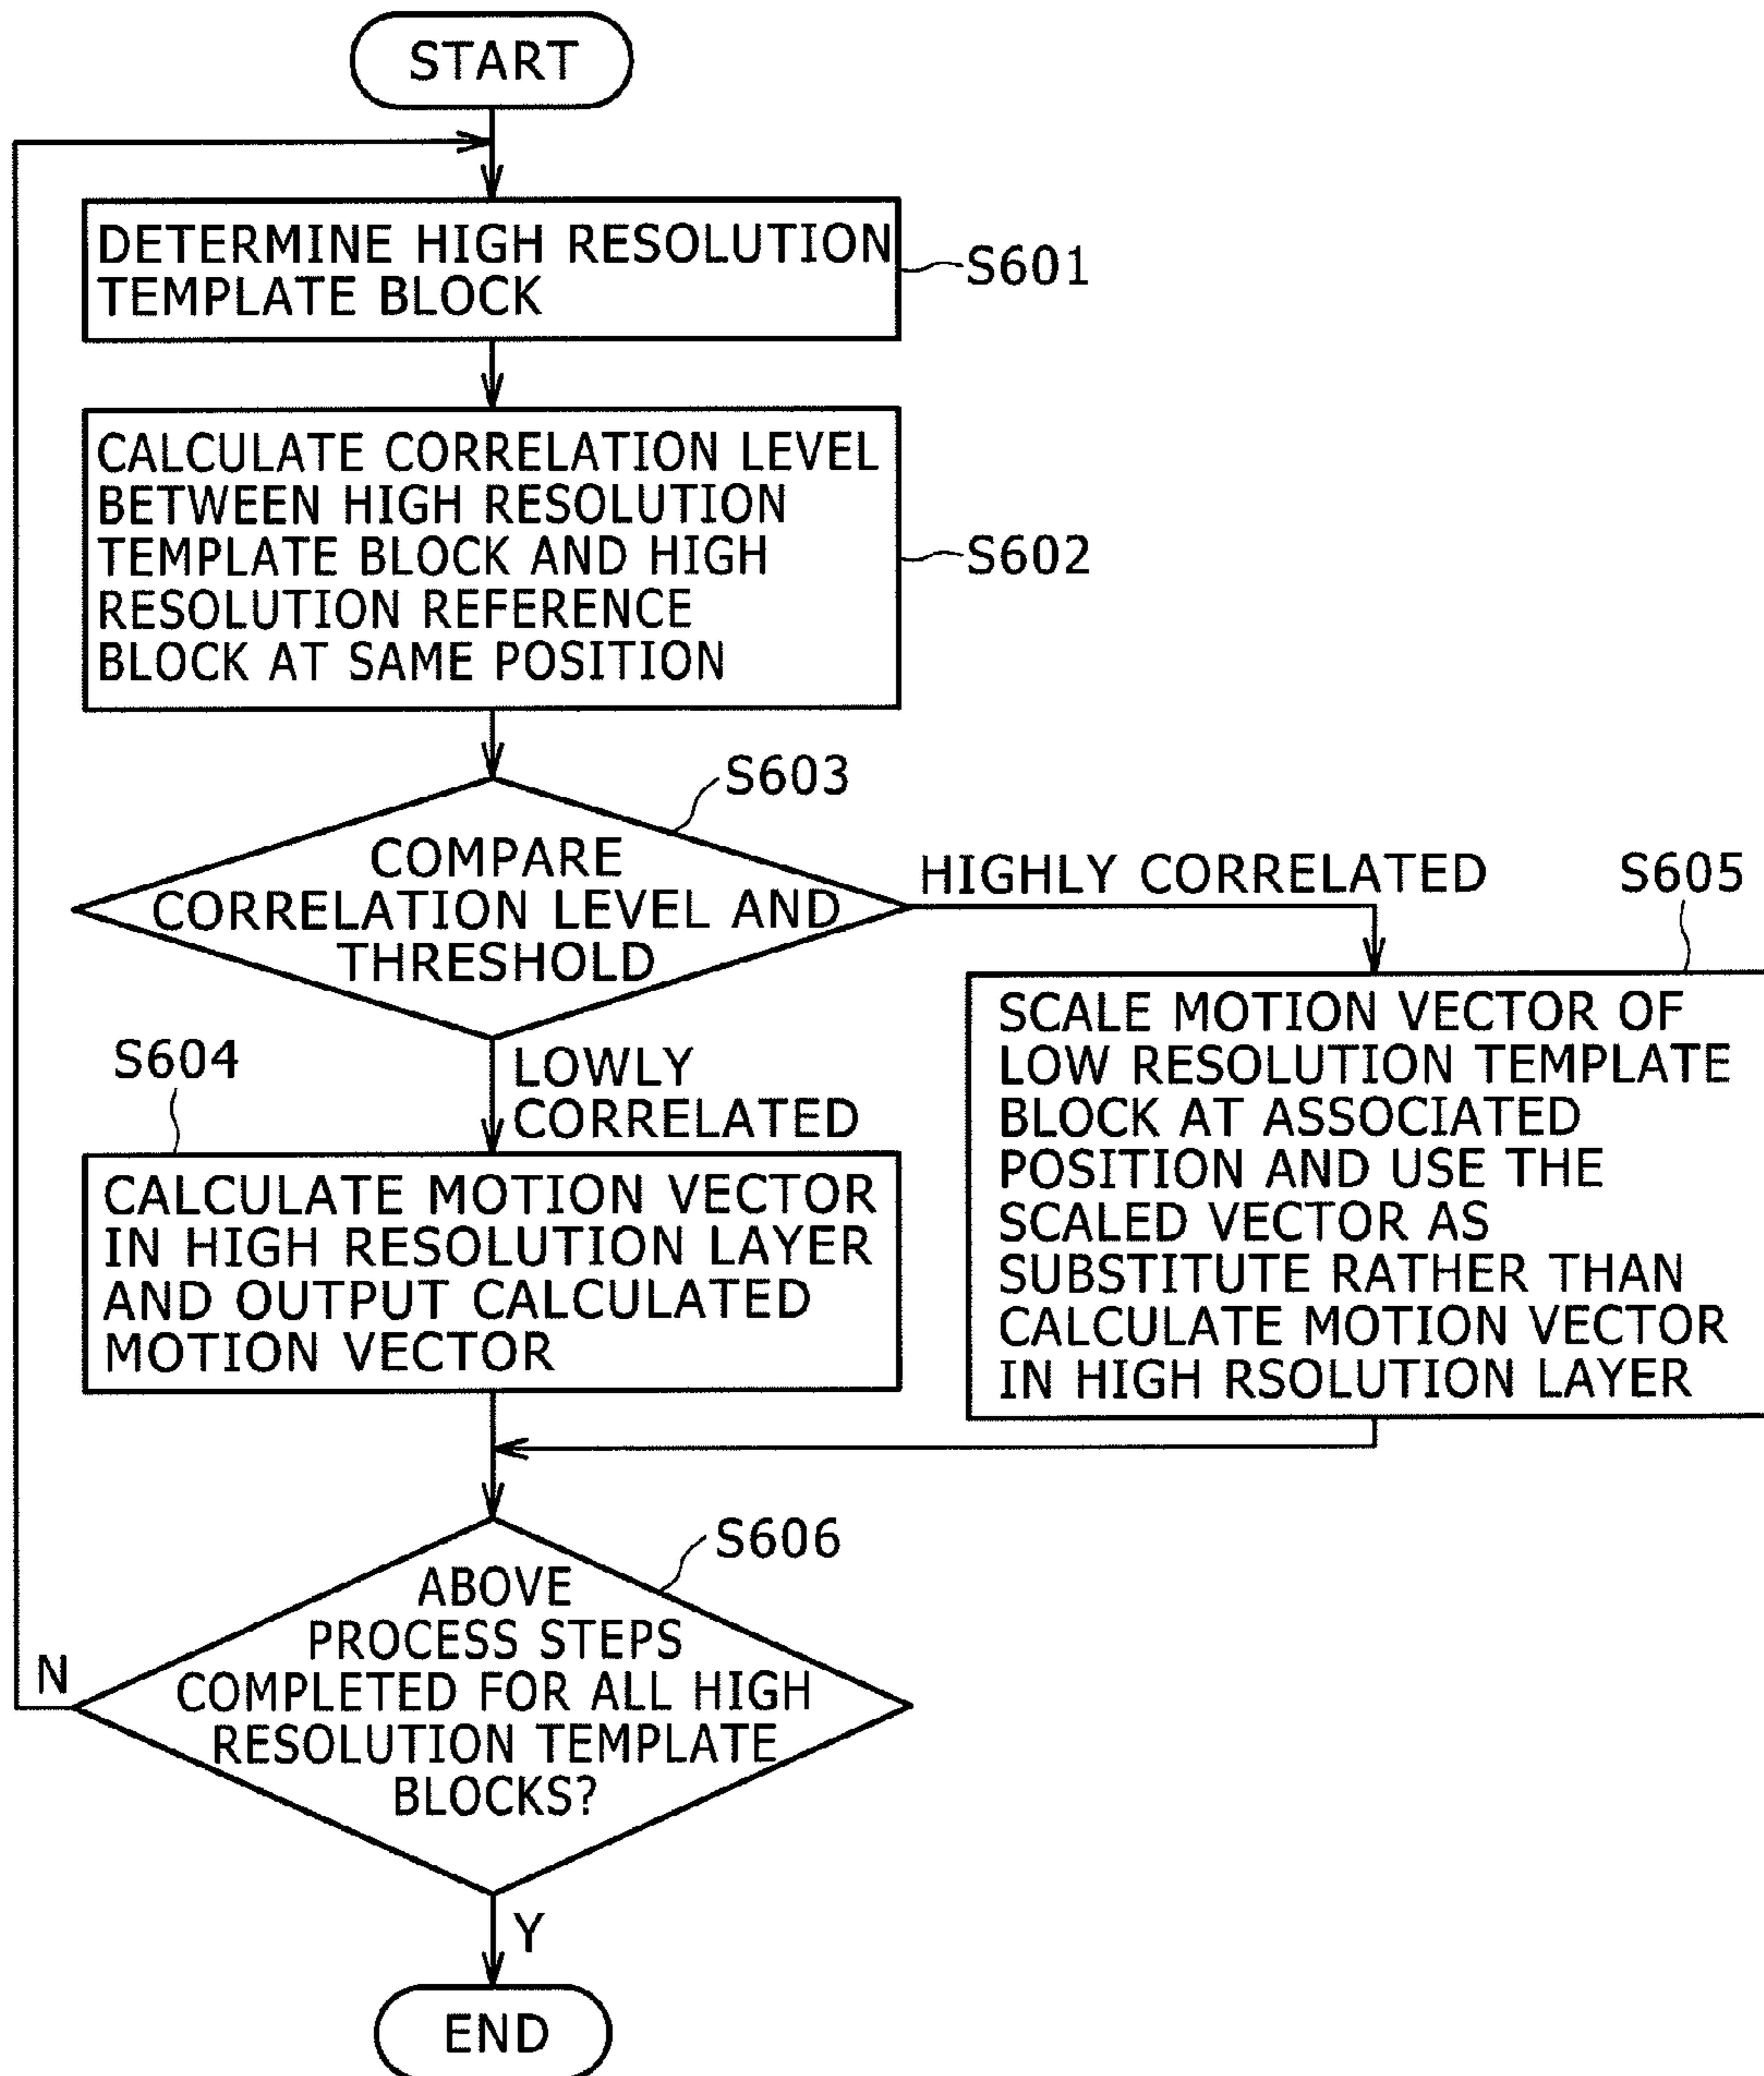 START
DETERMINE HIGH RESOLUTION
TEMPLATE BLOCK
S601
CALCULATE CORRELATION LEVEL
BETWEEN HIGH RESOLUTION
TEMPLATE BLOCK AND HIGH
RESOLUTION REFERENCE
BLOCK AT SAME POSITION
S602
S603
COMPARE
CORRELATION LEVEL AND
THRESHOLD
HIGHLY CORRELATED
S605
SCALE MOTION VECTOR OF
LOW RESOLUTION TEMPLATE
BLOCK AT ASSOCIATED
POSITION AND USE THE
SCALED VECTOR AS
SUBSTITUTE RATHER THAN
CALCULATE MOTION VECTOR
IN HIGH RSOLUTION LAYER
LOWLY
CORRELATED
S604
CALCULATE MOTION VECTOR
IN HIGH RESOLUTION LAYER
AND OUTPUT CALCULATED
MOTION VECTOR
S606
ABOVE
PROCESS STEPS
COMPLETED FOR ALL HIGH
RESOLUTION TEMPLATE
BLOCKS?
N
Y
END